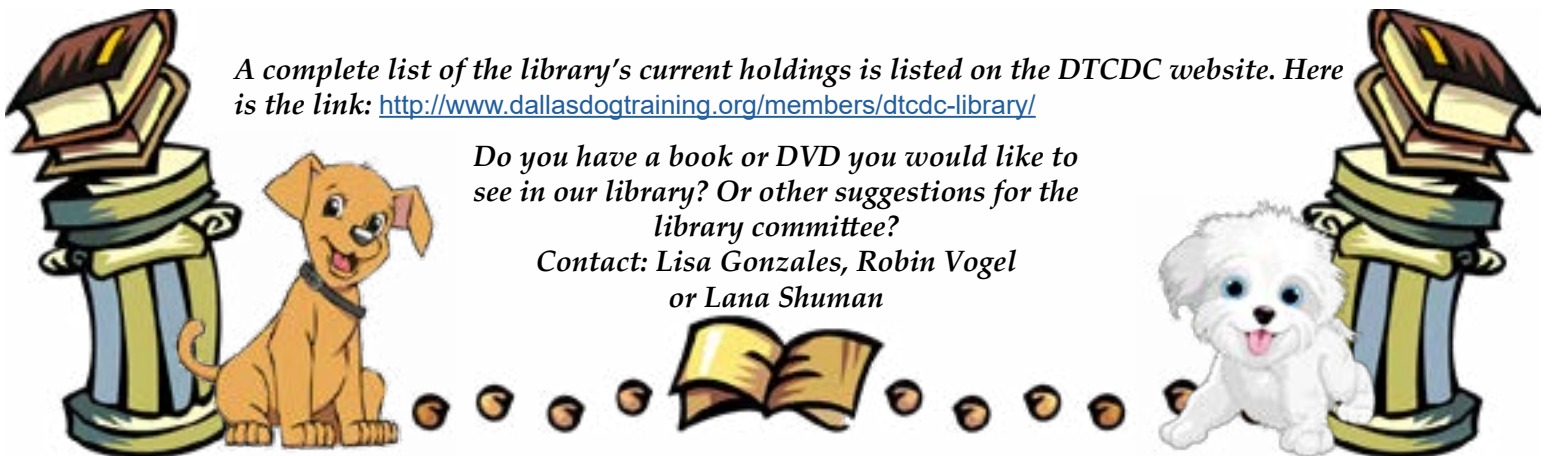 A complete list of the library’s current holdings is listed on the DTCDC website. Here
is the link: http://www.dallasdogtraining.org/members/dtcdc-library/
Do you have a book or DVD you would like to
see in our library? Or other suggestions for the
library committee?
Contact: Lisa Gonzales, Robin Vogel
or Lana Shuman